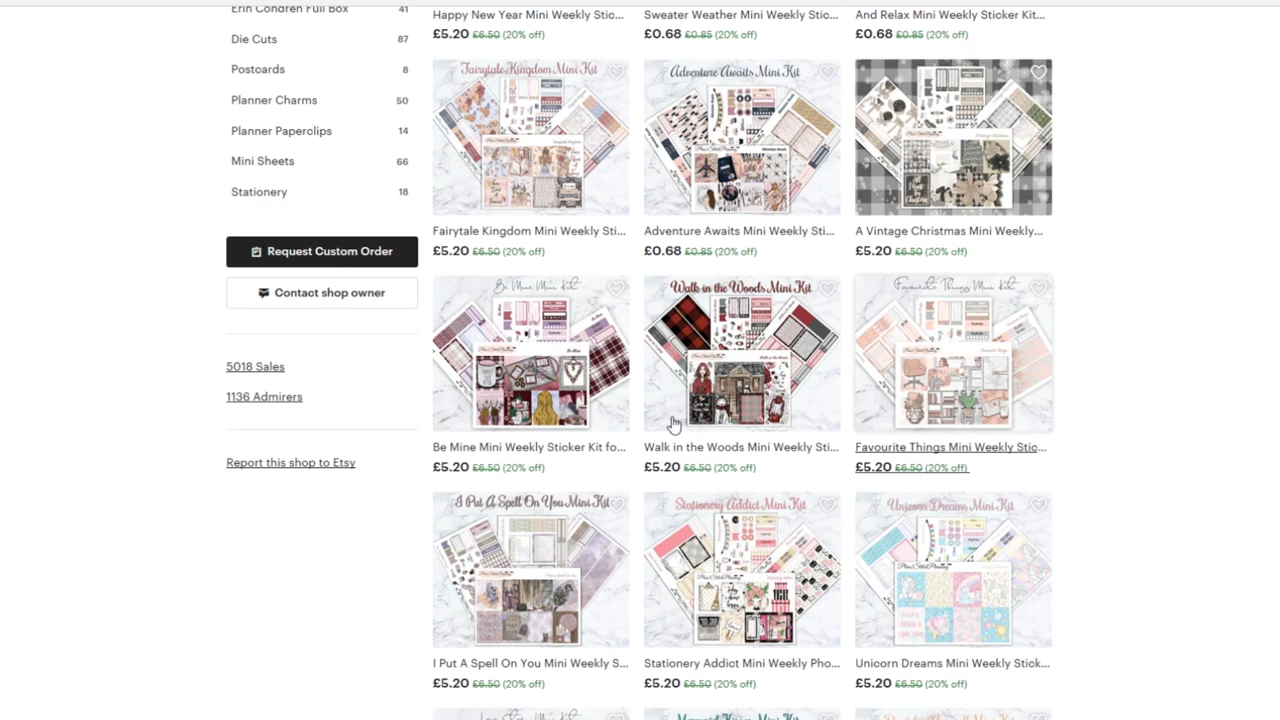 Erin Condren Full Box 41
Die Cuts 87
Postcards 8
Planner Charms 50
Planner Paperclips 14
Mini Sheets 66
Stationery 18
Request Custom Order
Contact shop owner
5018 Sales
1136 Admirers
Report this shop to Etsy
Happy New Year Mini Weekly Stic...
£5.20 £6.50 (20% off)
Sweater Weather Mini Weekly Stic...
£0.68 £0.85 (20% off)
And Relax Mini Weekly Sticker Kit...
£0.68 £0.85 (20% off)
Fairytale Kingdom Mini Kit
Fairytale Kingdom Mini Weekly Sti...
£5.20 £6.50 (20% off)
Adventure Awaits Mini Kit
Adventure Awaits Mini Weekly Sti...
£0.68 £0.85 (20% off)
A Vintage Christmas Mini Weekly...
£5.20 £6.50 (20% off)
Be Mine Mini Kit
Be Mine Mini Weekly Sticker Kit fo...
£5.20 £6.50 (20% off)
Walk in the Woods Mini Kit
Walk in the Woods Mini Weekly Sti...
£5.20 £6.50 (20% off)
Favourite Things Mini Kit
Favourite Things Mini Weekly Stic...
£5.20 £6.50 (20% off)
I Put A Spell On You Mini Kit
I Put A Spell On You Mini Weekly S...
£5.20 £6.50 (20% off)
Stationery Addict Mini Kit
Stationery Addict Mini Weekly Pho...
£5.20 £6.50 (20% off)
Unicorn Dreams Mini Kit
Unicorn Dreams Mini Weekly Stick...
£5.20 £6.50 (20% off)